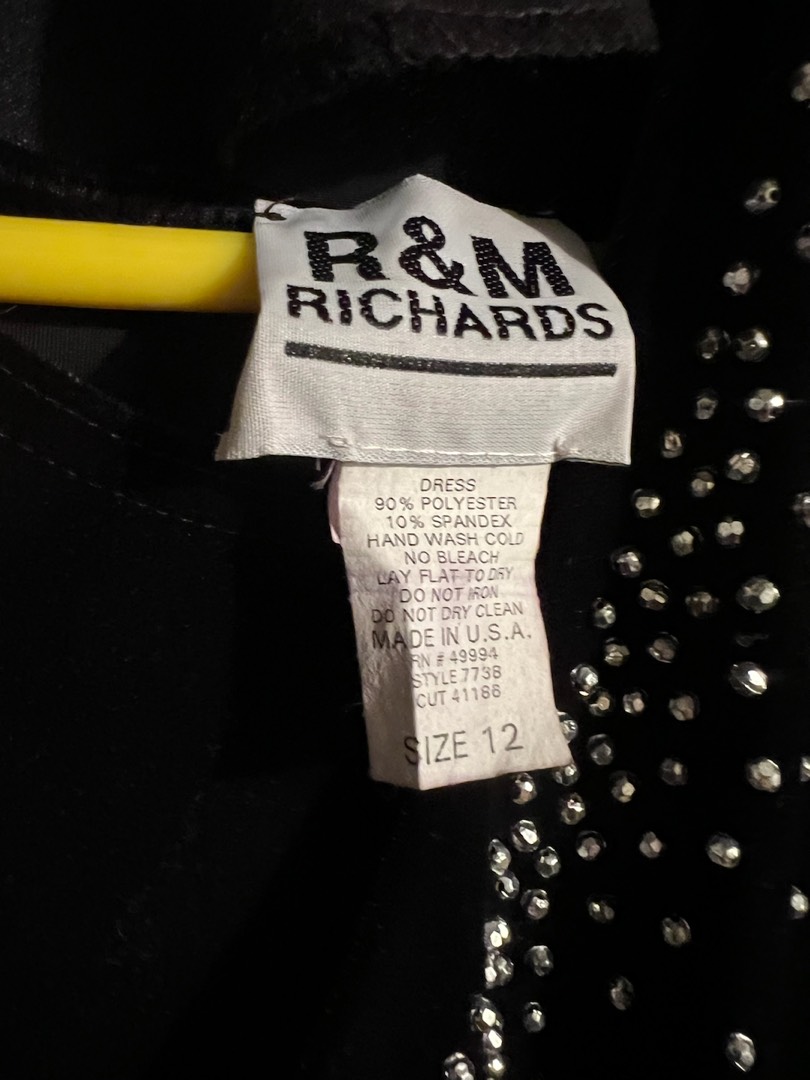 R&M
RICHARDS
DRESS
90% POLYESTER
10% SPANDEX
HAND WASH COLD
NO BLEACH
LAY FLAT TO DRY
DO NOT IRON
DO NOT DRY CLEAN
MADE IN U.S.A.
RN # 49994
STYLE 7738
CUT 41186
SIZE 12